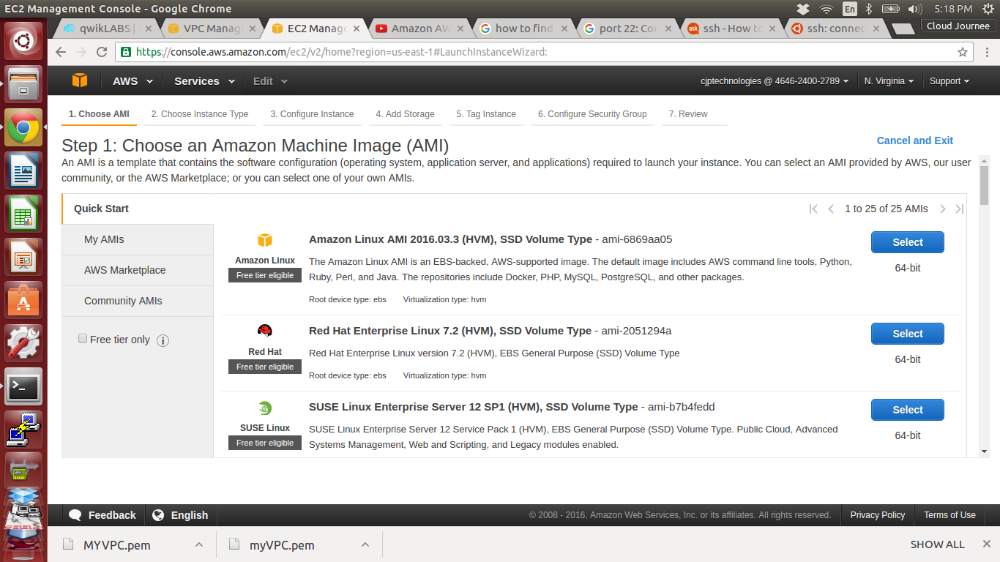 EC2 Management Console - Google Chrome
En
5:18 PM
qwikLABS |
VPC Manag
EC2 Manag
Amazon AW
how to find
port 22: Con
ask
ssh - How to
ssh: connec
Cloud Journee
https://console.aws.amazon.com/ec2/v2/home?region=us-east-1#LaunchInstanceWizard:
AWS
Services
Edit
cjptechnologies @ 4646-2400-2789
N. Virginia
Support
1. Choose AMI
2. Choose Instance Type
3. Configure Instance
4. Add Storage
5. Tag Instance
6. Configure Security Group
7. Review
Step 1: Choose an Amazon Machine Image (AMI)
Cancel and Exit
An AMI is a template that contains the software configuration (operating system, application server, and applications) required to launch your instance. You can select an AMI provided by AWS, our user
community, or the AWS Marketplace; or you can select one of your own AMIs.
Quick Start
1 to 25 of 25 AMIs
My AMIs
AWS Marketplace
Community AMIs
Free tier only
i
Amazon Linux
Free tier eligible
Amazon Linux AMI 2016.03.3 (HVM), SSD Volume Type - ami-6869aa05
The Amazon Linux AMI is an EBS-backed, AWS-supported image. The default image includes AWS command line tools, Python,
Ruby, Perl, and Java. The repositories include Docker, PHP, MySQL, PostgreSQL, and other packages.
Root device type: ebs
Virtualization type: hvm
Select
64-bit
Red Hat
Free tier eligible
Red Hat Enterprise Linux 7.2 (HVM), SSD Volume Type - ami-2051294a
Red Hat Enterprise Linux version 7.2 (HVM), EBS General Purpose (SSD) Volume Type
Root device type: ebs
Virtualization type: hvm
Select
64-bit
SUSE Linux
Free tier eligible
SUSE Linux Enterprise Server 12 SP1 (HVM), SSD Volume Type - ami-b7b4fedd
SUSE Linux Enterprise Server 12 Service Pack 1 (HVM), EBS General Purpose (SSD) Volume Type. Public Cloud, Advanced
Systems Management, Web and Scripting, and Legacy modules enabled.
Select
64-bit
Feedback
English
© 2008 - 2016, Amazon Web Services, Inc. or its affiliates. All rights reserved.
Privacy Policy
Terms of Use
MYVPC.pem
myVPC.pem
SHOW ALL